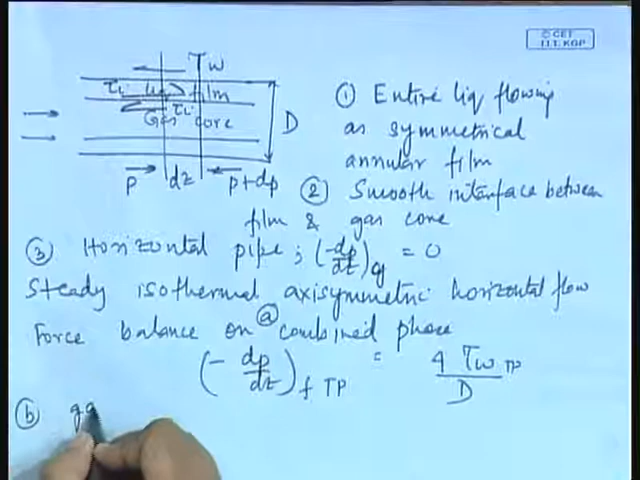 © CET
I.I.T. KGP
τw
τi liq film
τi
Gas core
D
P dz P+dp
① Entire liq flowing
as symmetrical
annular film
② Smooth interface between
film & gas core
③ Horizontal pipe ; (-dp/dz)g = 0
Steady isothermal axisymmetric horizontal flow
Force balance on ⓐ combined phase
(- dp/dz) f TP = 4 τw TP / D
ⓑ ga